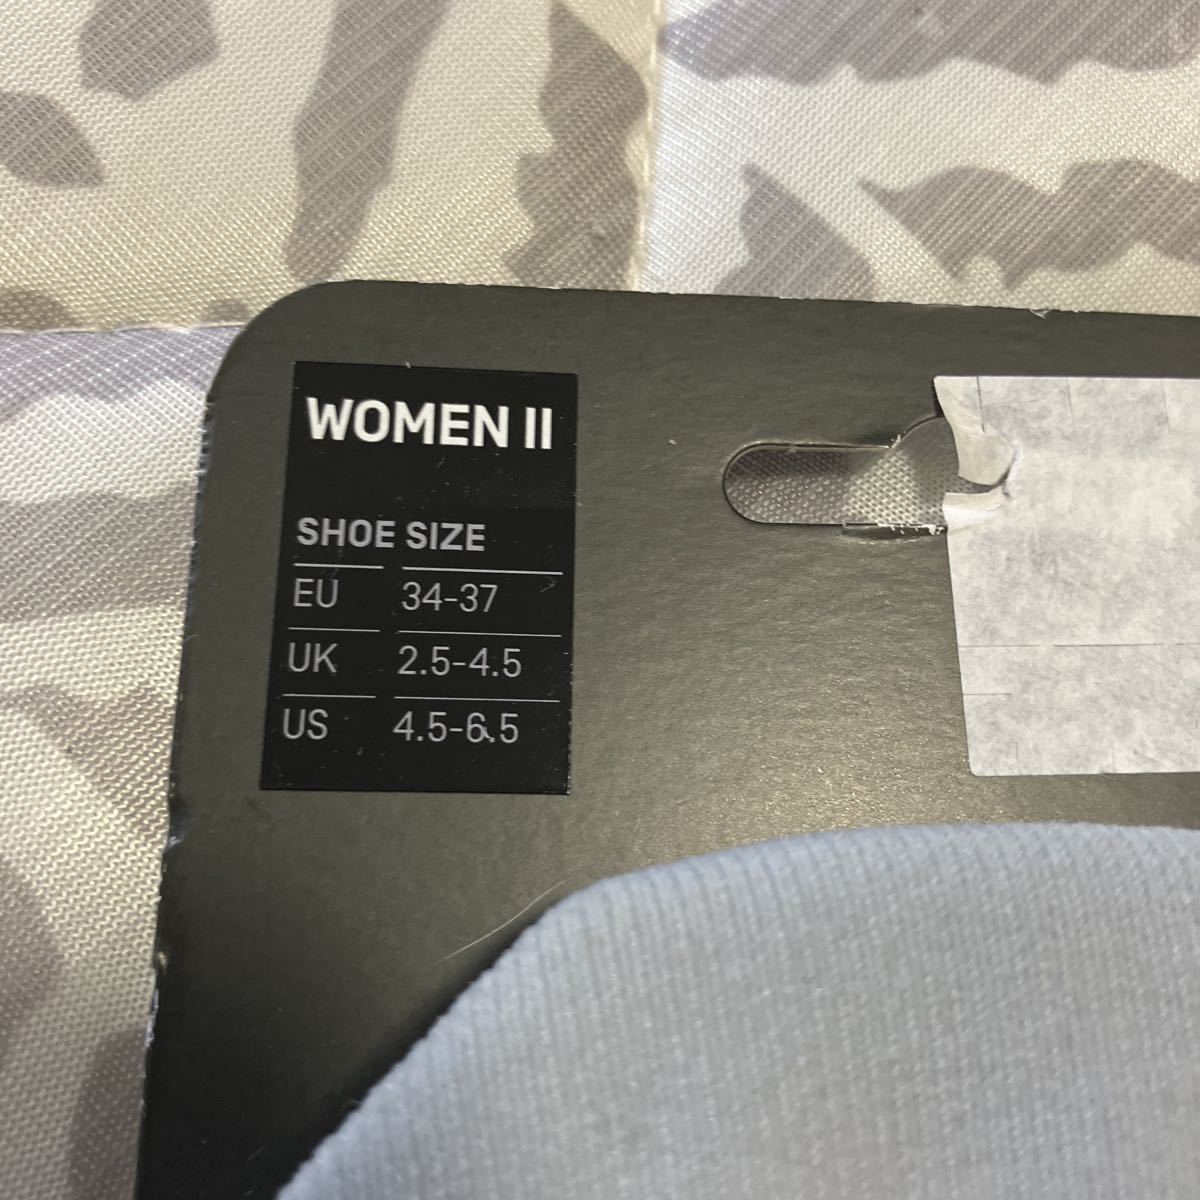 WOMEN II
SHOE SIZE
EU 34-37
UK 2.5-4.5
US 4.5-6.5